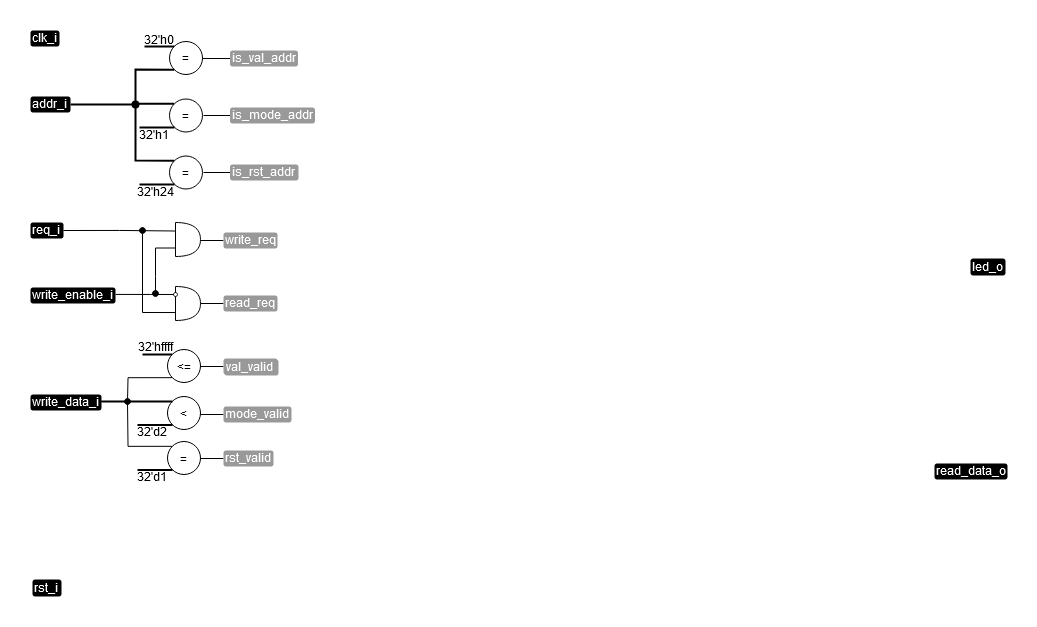 clk_i
32'h0
=
is_val_addr
addr_i
=
is_mode_addr
32'h1
=
is_rst_addr
32'h24
req_i
write_req
led_o
write_enable_i
read_req
32'hffff
<=
val_valid
write_data_i
<
mode_valid
32'd2
=
rst_valid
read_data_o
32'd1
rst_i